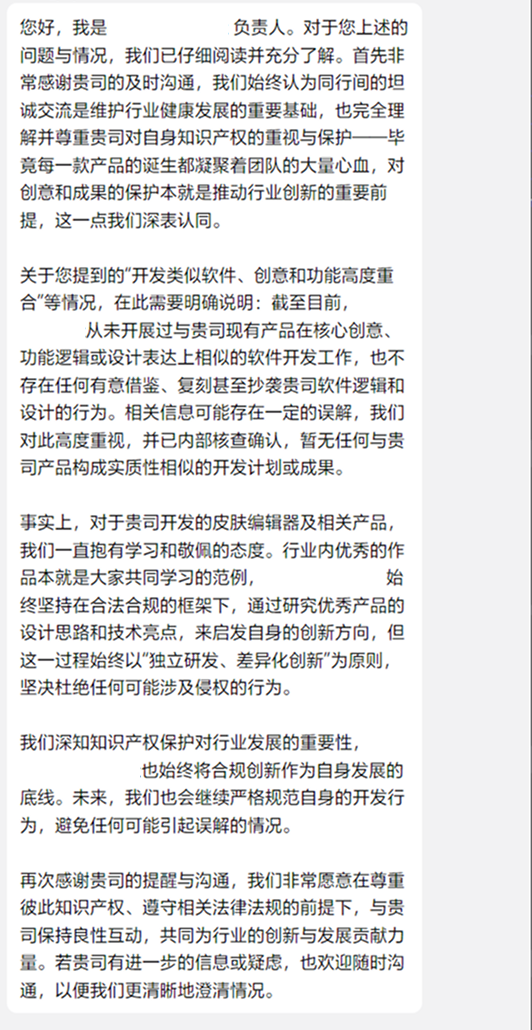 您好，我是 负责人。对于您上述的
问题与情况，我们已仔细阅读并充分了解。首先非
常感谢贵司的及时沟通，我们始终认为同行间的坦
诚交流是维护行业健康发展的重要基础，也完全理
解并尊重贵司对自身知识产权的重视与保护——毕
竟每一款产品的诞生都凝聚着团队的大量心血，对
创意和成果的保护本就是推动行业创新的重要前
提，这一点我们深表认同。
关于您提到的“开发类似软件、创意和功能高度重
合”等情况，在此需要明确说明：截至目前，
从未开展过与贵司现有产品在核心创意、
功能逻辑或设计表达上相似的软件开发工作，也不
存在任何有意借鉴、复刻甚至抄袭贵司软件逻辑和
设计的行为。相关信息可能存在一定的误解，我们
对此高度重视，并已内部核查确认，暂无任何与贵
司产品构成实质性相似的开发计划或成果。
事实上，对于贵司开发的皮肤编辑器及相关产品，
我们一直抱有学习和敬佩的态度。行业内优秀的作
品本就是大家共同学习的范例， 始
终坚持在合法合规的框架下，通过研究优秀产品的
设计思路和技术亮点，来启发自身的创新方向，但
这一过程始终以“独立研发、差异化创新”为原则，
坚决杜绝任何可能涉及侵权的行为。
我们深知知识产权保护对行业发展的重要性，
也始终将合规创新作为自身发展的
底线。未来，我们也会继续严格规范自身的开发行
为，避免任何可能引起误解的情况。
再次感谢贵司的提醒与沟通，我们非常愿意在尊重
彼此知识产权、遵守相关法律法规的前提下，与贵
司保持良性互动，共同为行业的创新与发展贡献力
量。若贵司有进一步的信息或疑虑，也欢迎随时沟
通，以便我们更清晰地澄清情况。